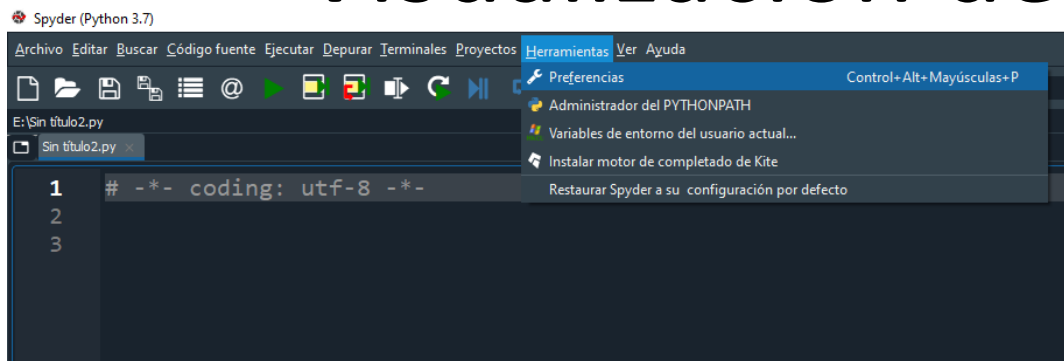 Spyder (Python 3.7)
Archivo Editar Buscar Código fuente Ejecutar Depurar Terminales Proyectos Herramientas Ver Ayuda
@
Preferencias Control+Alt+Mayúsculas+P
Administrador del PYTHONPATH
Variables de entorno del usuario actual...
Instalar motor de completado de Kite
Restaurar Spyder a su configuración por defecto
E:\Sin título2.py
Sin título2.py
1 # -*- coding: utf-8 -*-
2
3